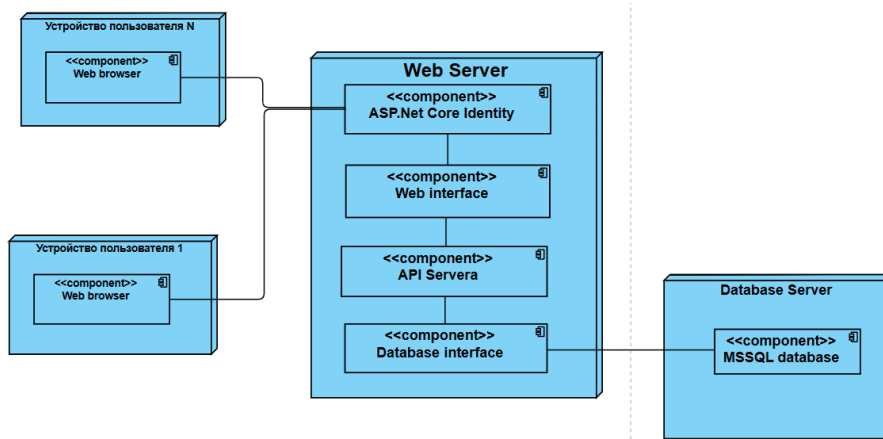 Устройство пользователя N
<<component>>
Web browser
Устройство пользователя 1
<<component>>
Web browser
Web Server
<<component>>
ASP.Net Core Identity
<<component>>
Web interface
<<component>>
API Servera
<<component>>
Database interface
Database Server
<<component>>
MSSQL database